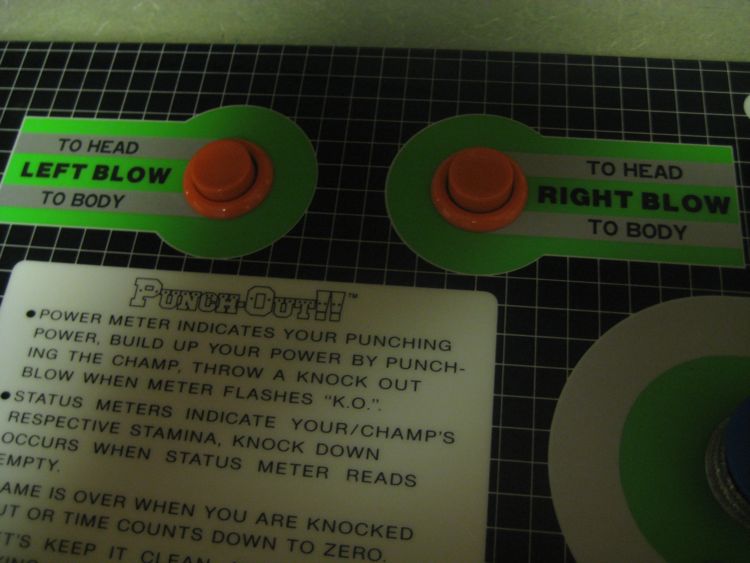 TO HEAD
LEFT BLOW
TO BODY
TO HEAD
RIGHT BLOW
TO BODY
PUNCH-OUT!!™
•POWER METER INDICATES YOUR PUNCHING
POWER, BUILD UP YOUR POWER BY PUNCH-
ING THE CHAMP, THROW A KNOCK OUT
BLOW WHEN METER FLASHES "K.O.".
•STATUS METERS INDICATE YOUR/CHAMP'S
RESPECTIVE STAMINA, KNOCK DOWN
OCCURS WHEN STATUS METER READS
EMPTY.
AME IS OVER WHEN YOU ARE KNOCKED
UT OR TIME COUNTS DOWN TO ZERO.
ET'S KEEP IT CLEAN